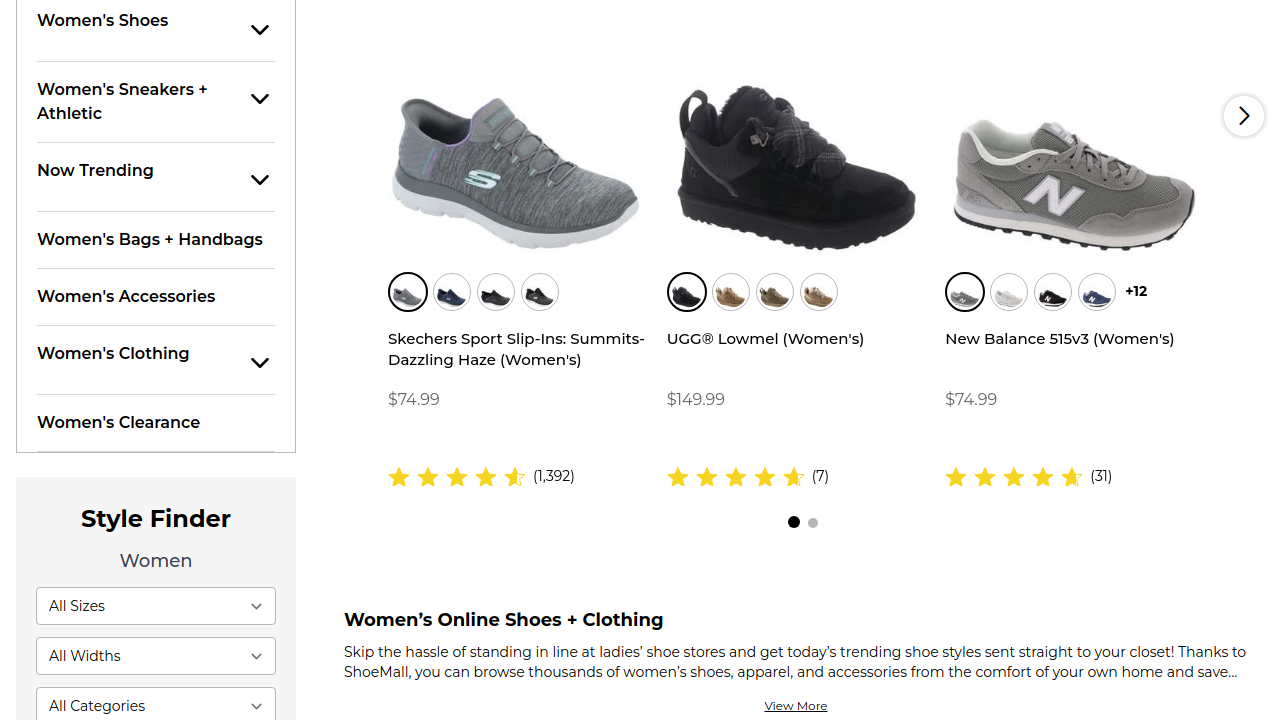 Women's Shoes
Women's Sneakers +
Athletic
Now Trending
Women's Bags + Handbags
Women's Accessories
Women's Clothing
Women's Clearance
Style Finder
Women
All Sizes
All Widths
All Categories
+12
Skechers Sport Slip-Ins: Summits-
Dazzling Haze (Women's)
$74.99
(1,392)
UGG® Lowmel (Women's)
$149.99
(7)
New Balance 515v3 (Women's)
$74.99
(31)
Women’s Online Shoes + Clothing
Skip the hassle of standing in line at ladies’ shoe stores and get today’s trending shoe styles sent straight to your closet! Thanks to
ShoeMall, you can browse thousands of women’s shoes, apparel, and accessories from the comfort of your own home and save...
View More